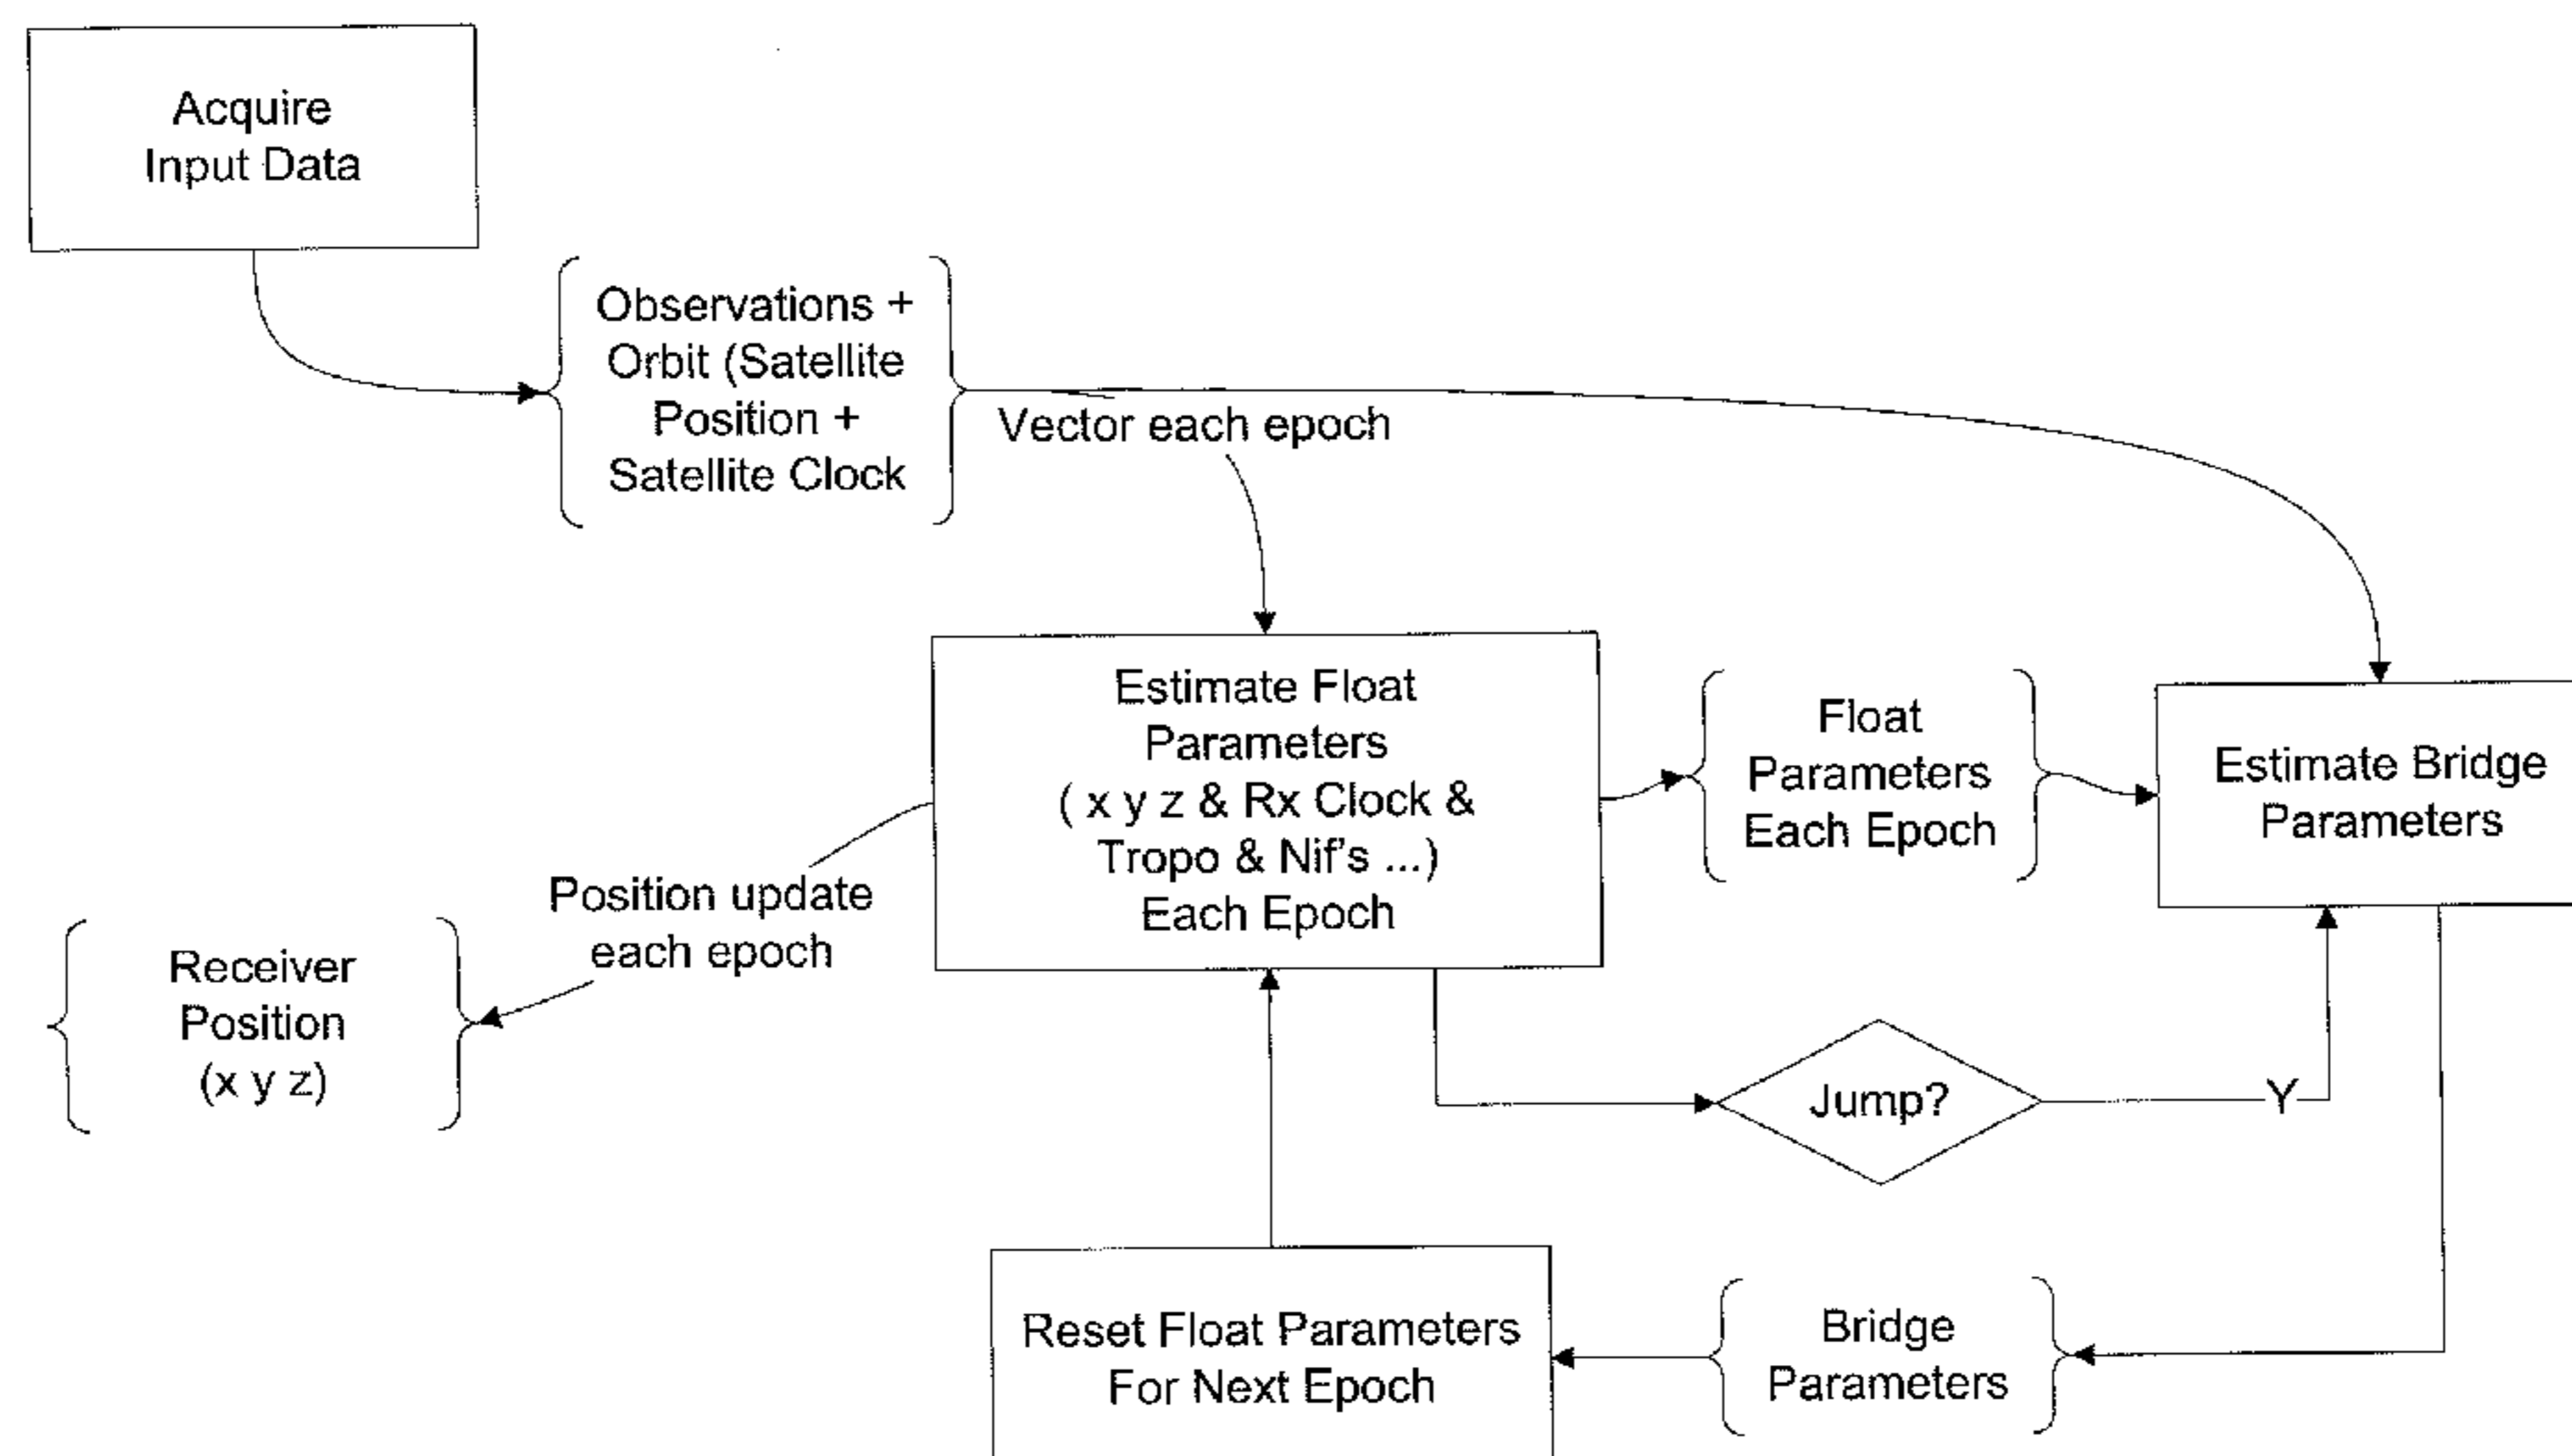 Acquire
Input Data
Observations +
Orbit (Satellite
Position +
Satellite Clock
Vector each epoch
Estimate Float
Parameters
( x y z & Rx Clock &
Tropo & Nif's ...)
Each Epoch
Float
Parameters
Each Epoch
Estimate Bridge
Parameters
Position update
each epoch
Receiver
Position
(x y z)
Jump?
Y
Reset Float Parameters
For Next Epoch
Bridge
Parameters